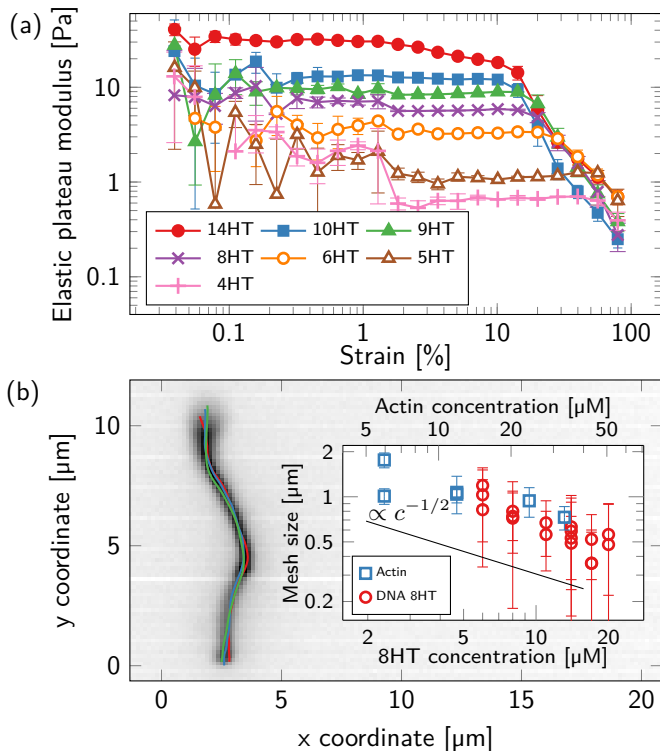 (a)
Elastic plateau modulus [Pa]
10
1
0.1
14HT 10HT 9HT
8HT 6HT 5HT
4HT
0.1 1 10 100
Strain [%]
(b)
y coordinate [µm]
10
5
0
Actin concentration [µM]
5 10 20 50
Mesh size [µm]
2
1
0.5
0.2
∝ c⁻¹/²
Actin
DNA 8HT
2 5 10 20
8HT concentration [µM]
0 5 10 15 20
x coordinate [µm]